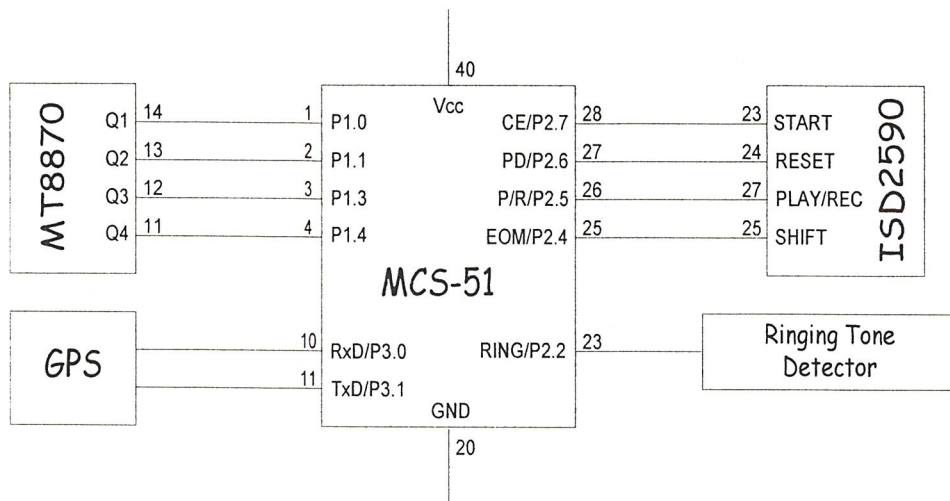 40
Vcc
MT8870
Q1 14
Q2 13
Q3 12
Q4 11
1 P1.0
2 P1.1
3 P1.3
4 P1.4
CE/P2.7 28
PD/P2.6 27
P/R/P2.5 26
EOM/P2.4 25
23 START
24 RESET
27 PLAY/REC
25 SHIFT
ISD2590
MCS-51
GPS
10 RxD/P3.0
11 TxD/P3.1
RING/P2.2 23
Ringing Tone
Detector
GND
20